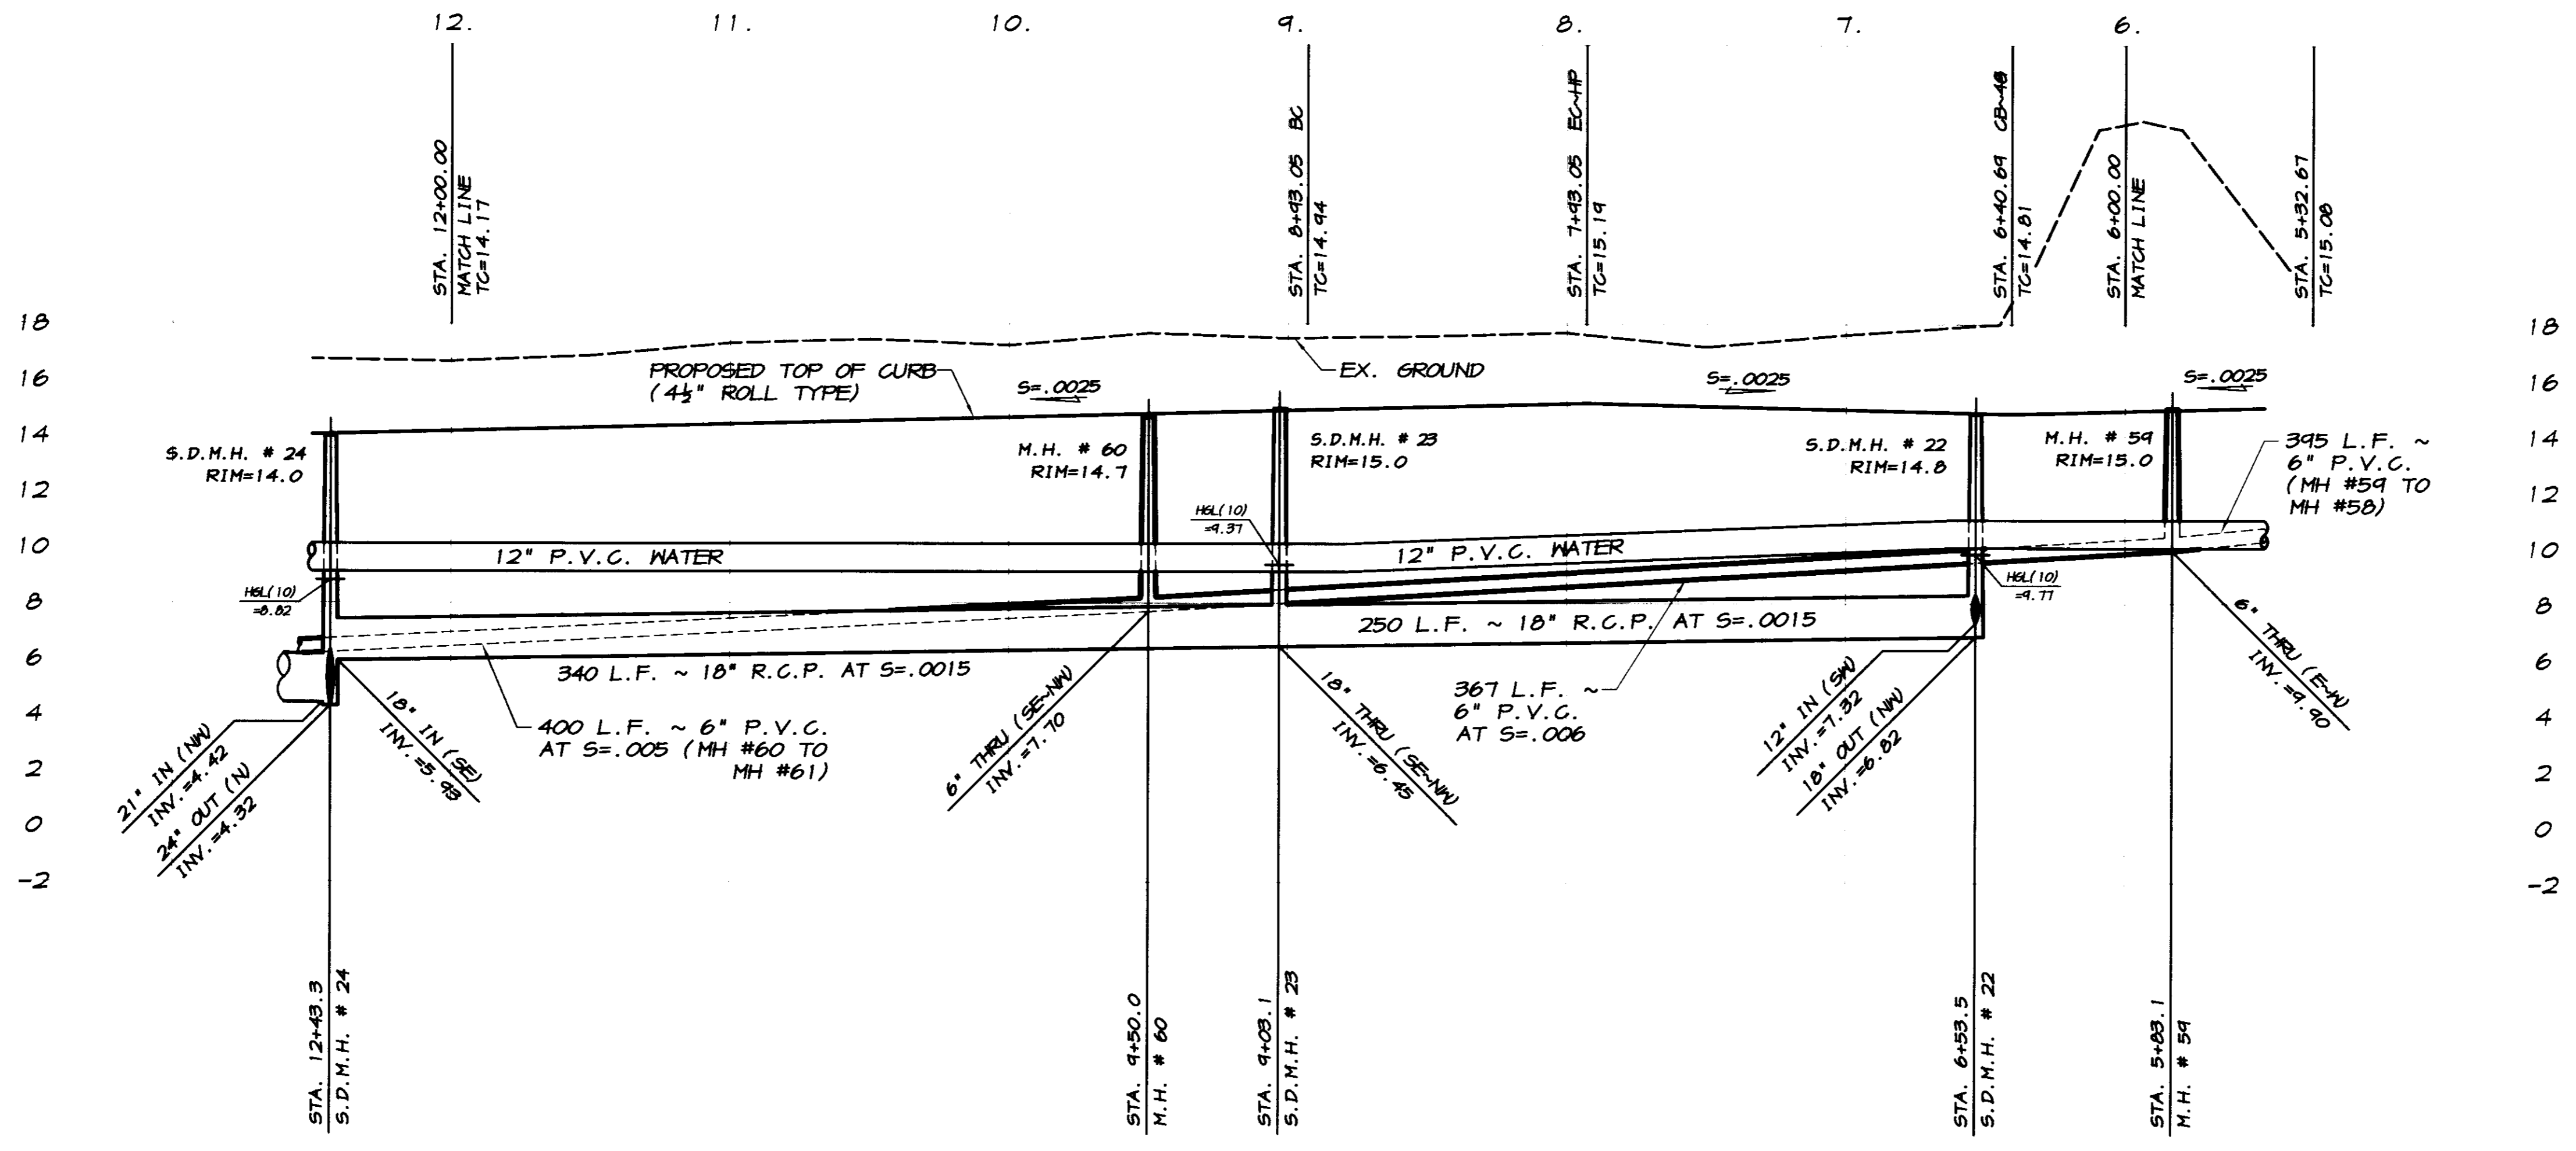 12. 11. 10. 9. 8. 7. 6.
STA. 12+00.00
MATCH LINE
TC=14.17
STA. 8+93.05 BC
TC=14.94
STA. 7+93.05 EC~HP
TC=15.19
STA. 6+40.69
TC=14.81
STA. 6+00.00
MATCH LINE
STA. 5+32.67
TC=15.08
18
16
14
12
10
8
6
4
2
0
-2
18
16
14
12
10
8
6
4
2
0
-2
PROPOSED TOP OF CURB
(4½" ROLL TYPE)
S=.0025
EX. GROUND
S=.0025
S=.0025
S.D.M.H. # 24
RIM=14.0
M.H. # 60
RIM=14.7
S.D.M.H. # 23
RIM=15.0
S.D.M.H. # 22
RIM=14.8
M.H. # 59
RIM=15.0
395 L.F. ~
6" P.V.C.
(MH #59 TO
MH #58)
HGL(10)
=9.37
12" P.V.C. WATER
12" P.V.C. WATER
HGL(10)
=8.82
HGL(10)
=9.77
250 L.F. ~ 18" R.C.P. AT S=.0015
340 L.F. ~ 18" R.C.P. AT S=.0015
400 L.F. ~ 6" P.V.C.
AT S=.005 (MH #60 TO
MH #61)
367 L.F. ~
6" P.V.C.
AT S=.006
21" IN (NW)
INV.=4.42
24" OUT (N)
INV.=4.32
18" IN (SE)
INV.=5.93
6" THRU (SE~NW)
INV.=7.70
18" THRU (SE~NW)
INV.=6.45
12" IN (SW)
INV.=7.32
18" OUT (NW)
INV.=6.82
6" THRU (E~W)
INV.=9.90
STA. 12+43.3
S.D.M.H. # 24
STA. 9+50.0
M.H. # 60
STA. 9+03.1
S.D.M.H. # 23
STA. 6+53.5
S.D.M.H. # 22
STA. 5+83.1
M.H. # 59